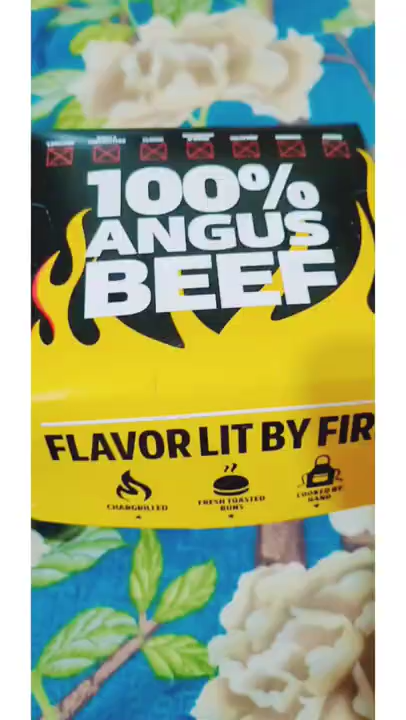 100%
ANGUS
BEEF
FLAVOR LIT BY FIR
CHARGRILLED
FRESH TOASTED
BUNS
COOKED BY
HAND